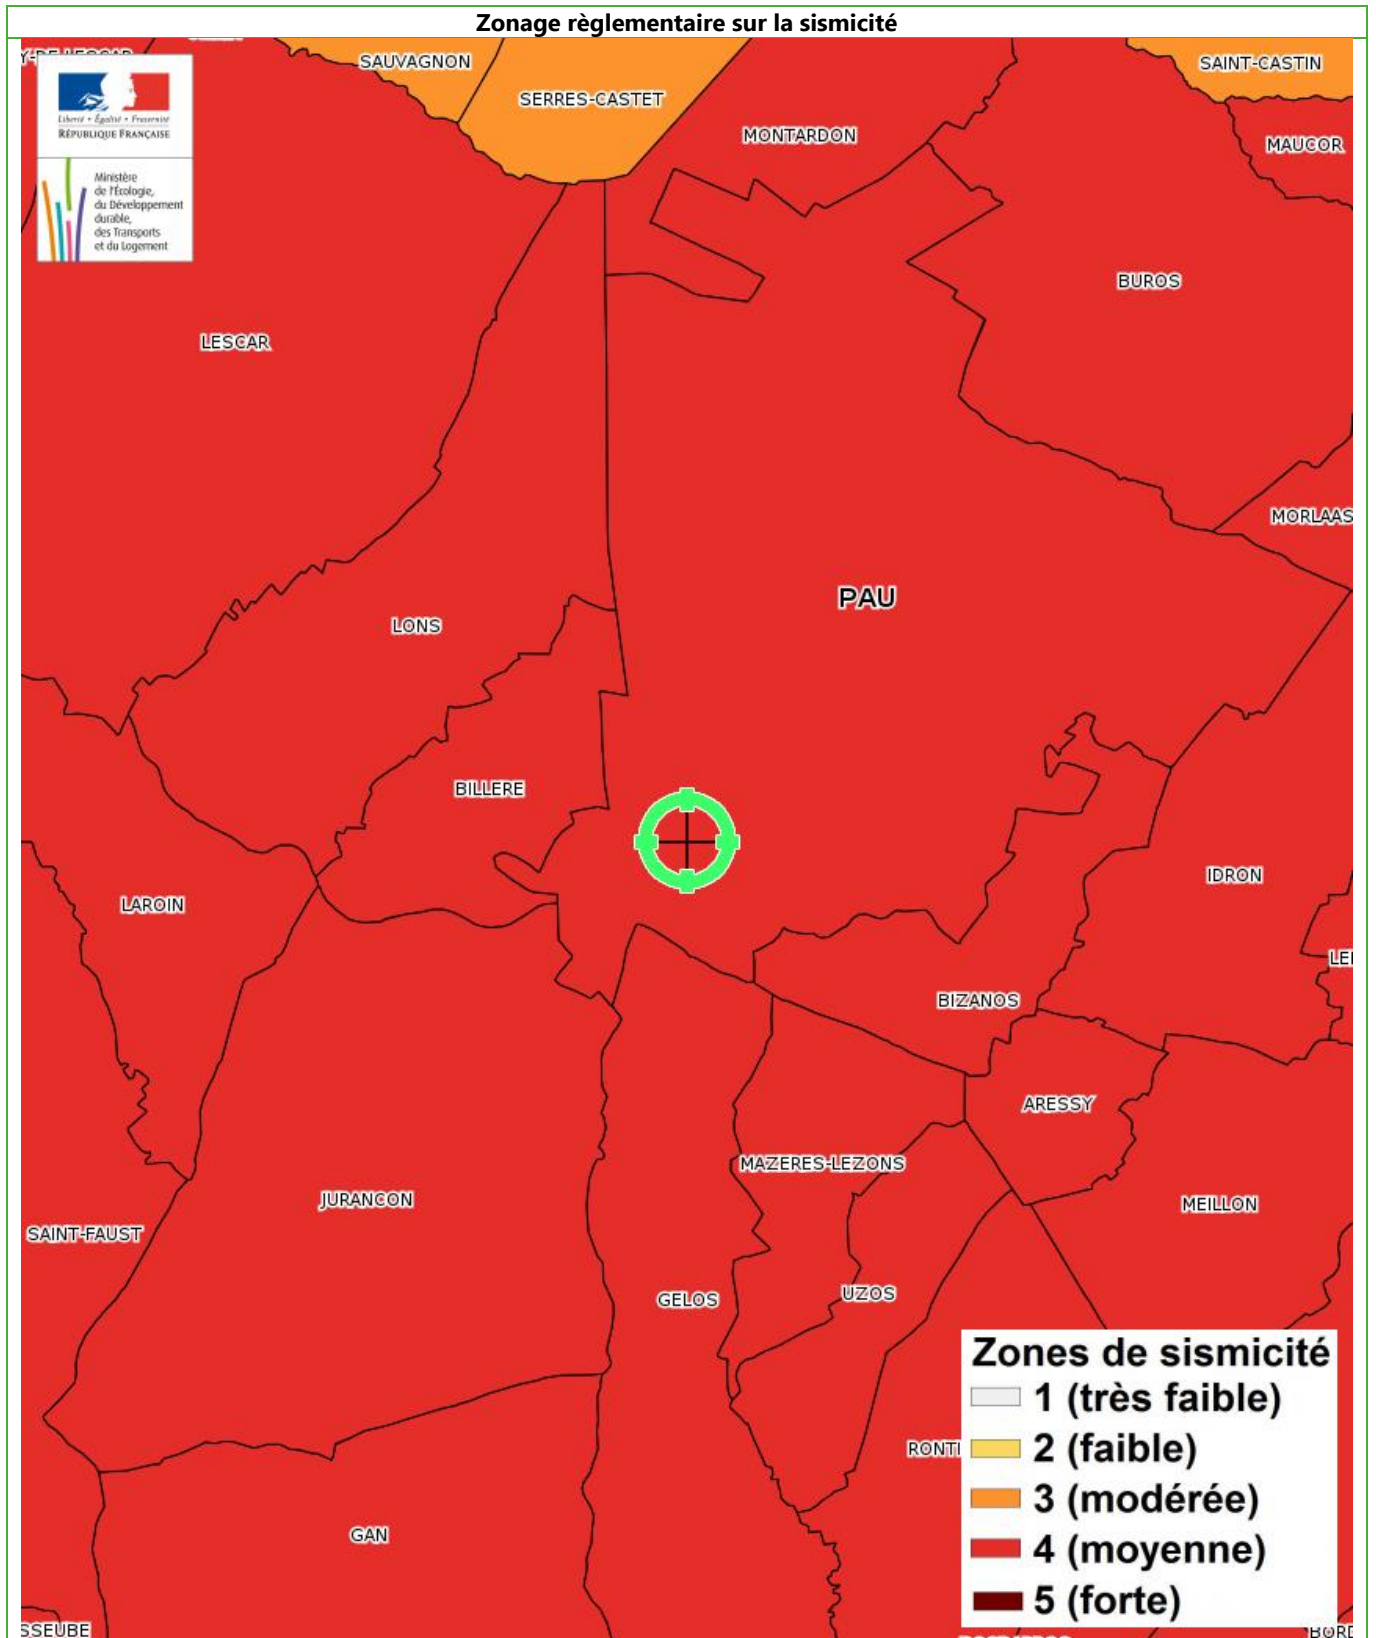 Zonage règlementaire sur la sismicité
SAUVAGNON
SAINT-CASTIN
SERRES-CASTET
Liberté • Égalité • Fraternité
RÉPUBLIQUE FRANÇAISE
MONTARDON
MAUCOR
Ministère
de l'Écologie,
du Développement
durable,
des Transports
et du Logement
BUROS
LESCAR
MORLAAS
PAU
LONS
BILLERE
IDRON
LAROIN
BIZANOS
ARESSY
MAZERES-LEZONS
JURANCON
MEILLON
SAINT-FAUST
UZOS
GELOS
Zones de sismicité
1 (très faible)
2 (faible)
RONTI
3 (modérée)
GAN
4 (moyenne)
5 (forte)
SSEUBE